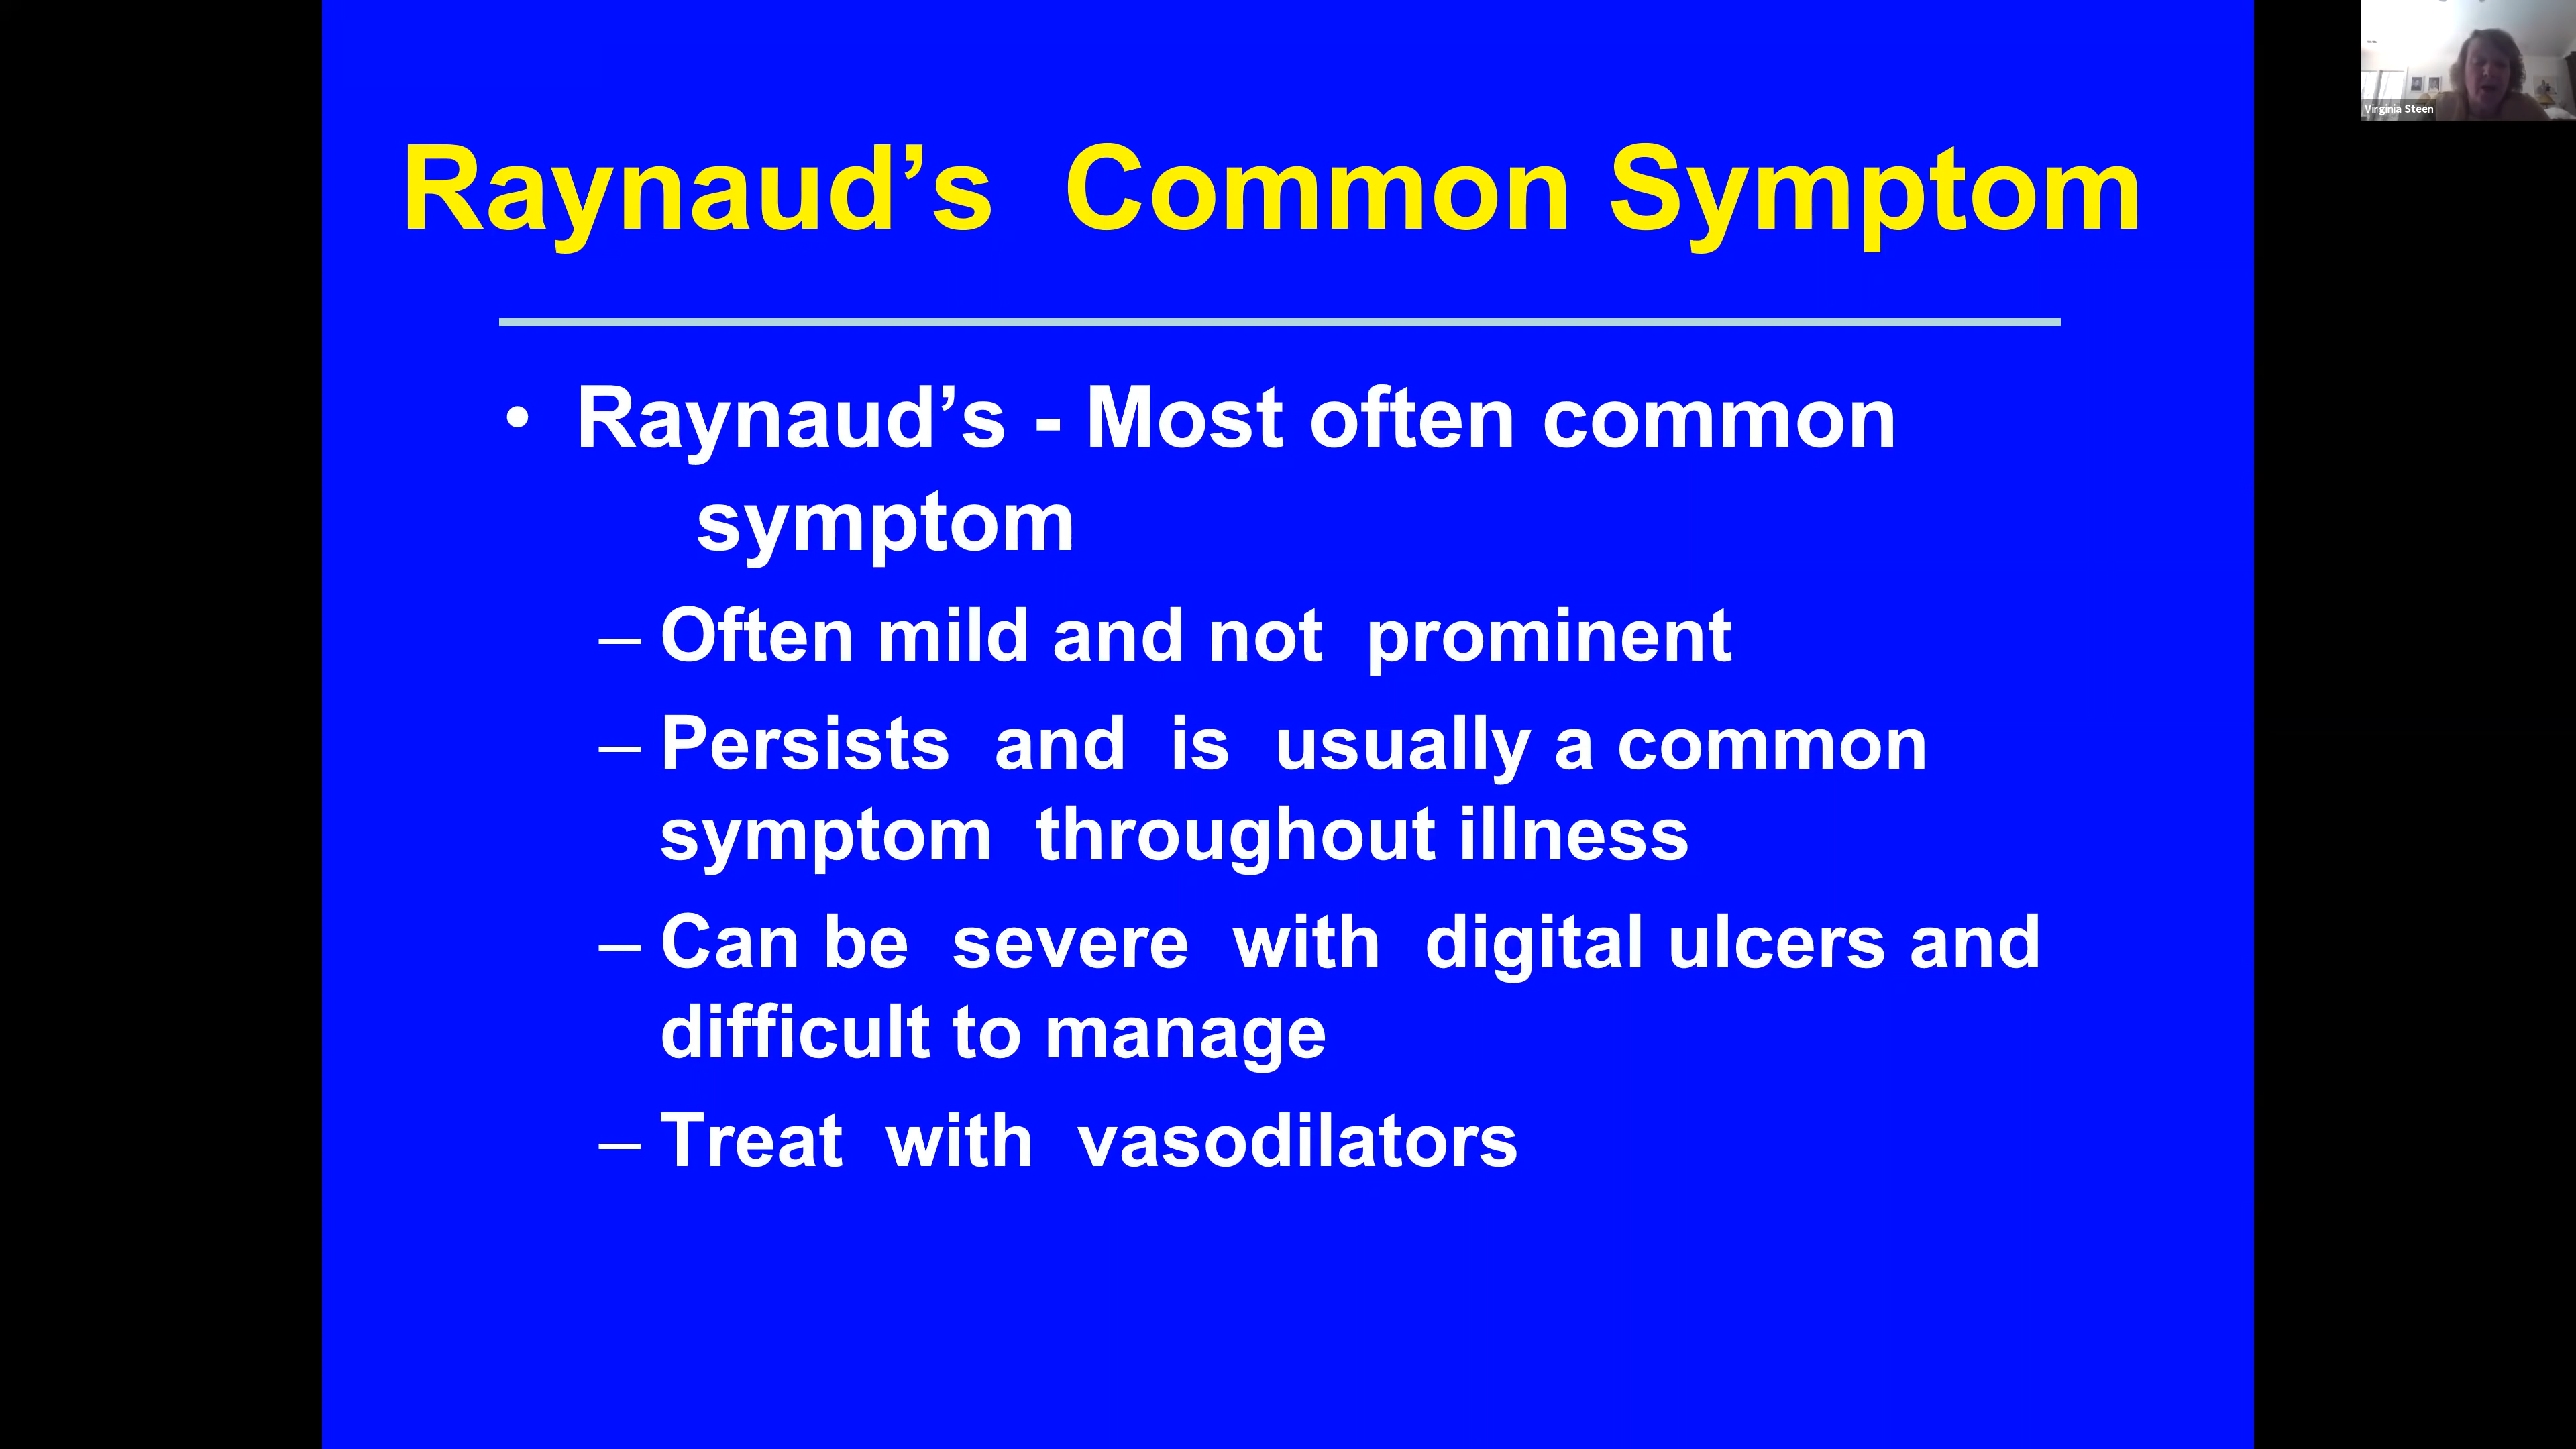 Raynaud’s  Common Symptom
• Raynaud’s - Most often common
symptom
– Often mild and not  prominent
– Persists  and  is  usually a common
symptom  throughout illness
– Can be  severe  with  digital ulcers and
difficult to manage
– Treat  with  vasodilators
Virginia Steen